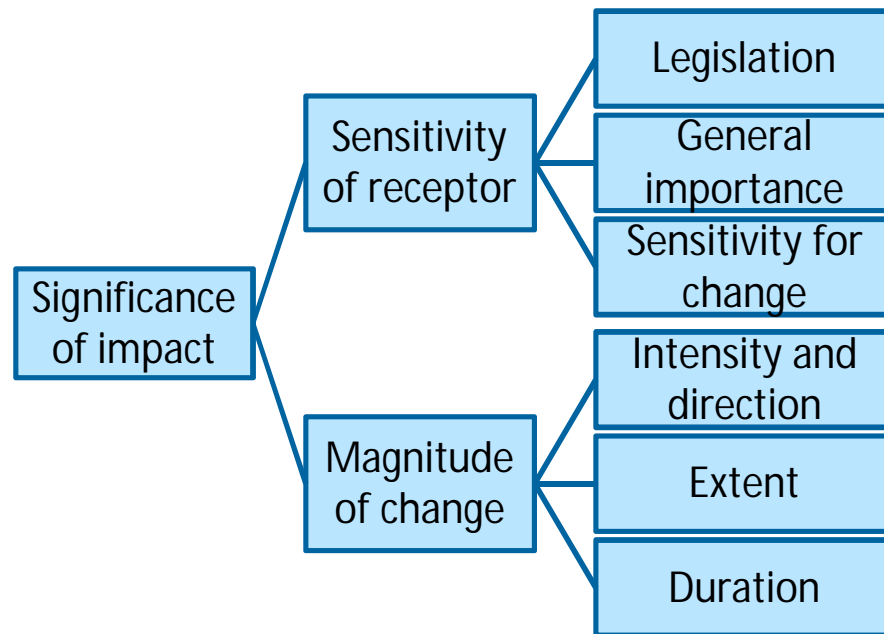 Significance
of impact
Sensitivity
of receptor
Magnitude
of change
Legislation
General
importance
Sensitivity for
change
Intensity and
direction
Extent
Duration